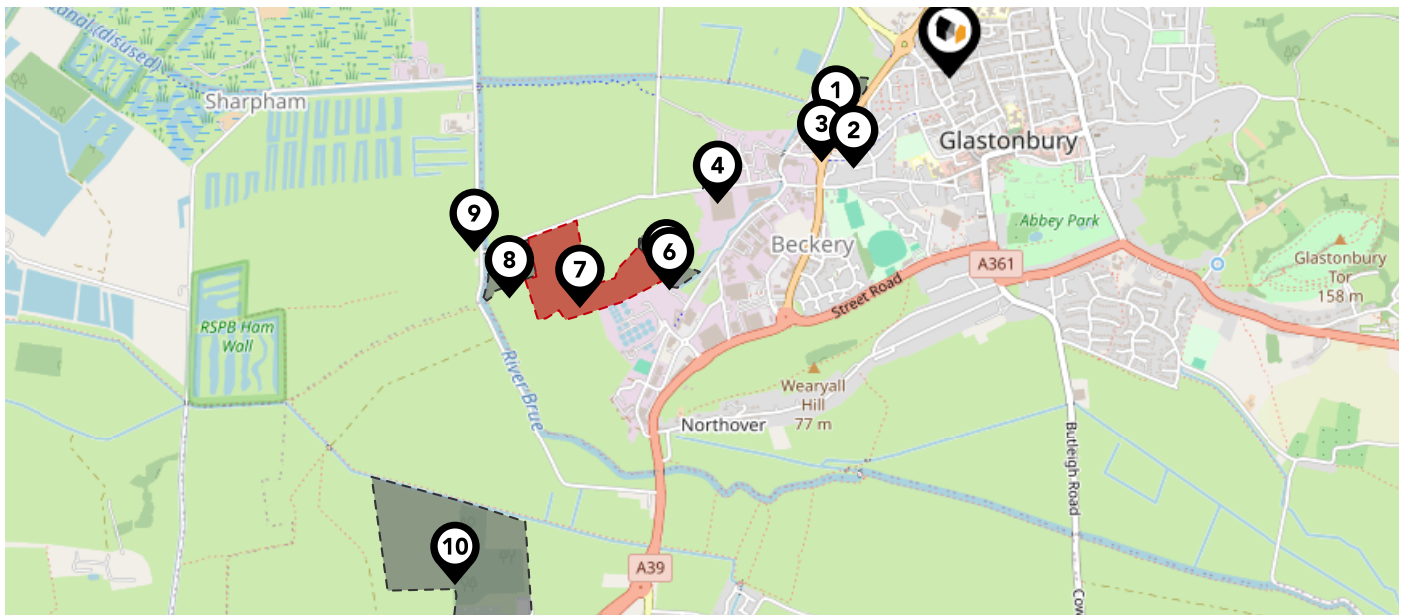 Canal (disused)
Sharpham
1
3
2
Glastonbury
4
9
Abbey Park
6
Beckery
8
7
A361
Glastonbury
Tor
158 m
Street Road
RSPB Ham
Wall
River Brue
Wearyall
Hill
77 m
Northover
Butleigh Road
10
A39
Cow